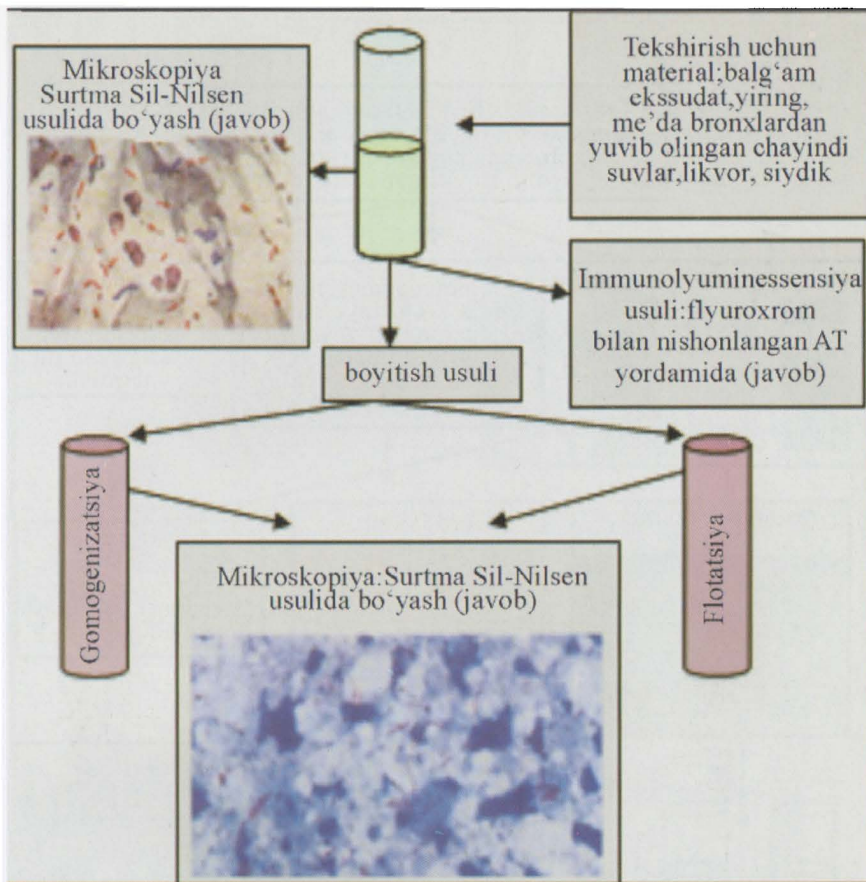 Mikroskopiya
Surtma Sil-Nilsen
usulida bo‘yash (javob)
Tekshirish uchun
material;balg‘am
ekssudat,yiring,
me’da bronxlardan
yuvib olingan chayindi
suvlar,likvor, siydik
Immunolyuminessensiya
usuli:flyuroxrom
bilan nishonlangan AT
yordamida (javob)
boyitish usuli
Gomogenizatsiya
Flotatsiya
Mikroskopiya:Surtma Sil-Nilsen
usulida bo‘yash (javob)